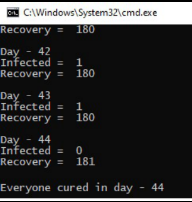 C:\Windows\System32\cmd.exe
Recovery = 180
Day - 42
Infected = 1
Recovery = 180
Day - 43
Infected = 1
Recovery = 180
Day - 44
Infected = 0
Recovery = 181
Everyone cured in day - 44